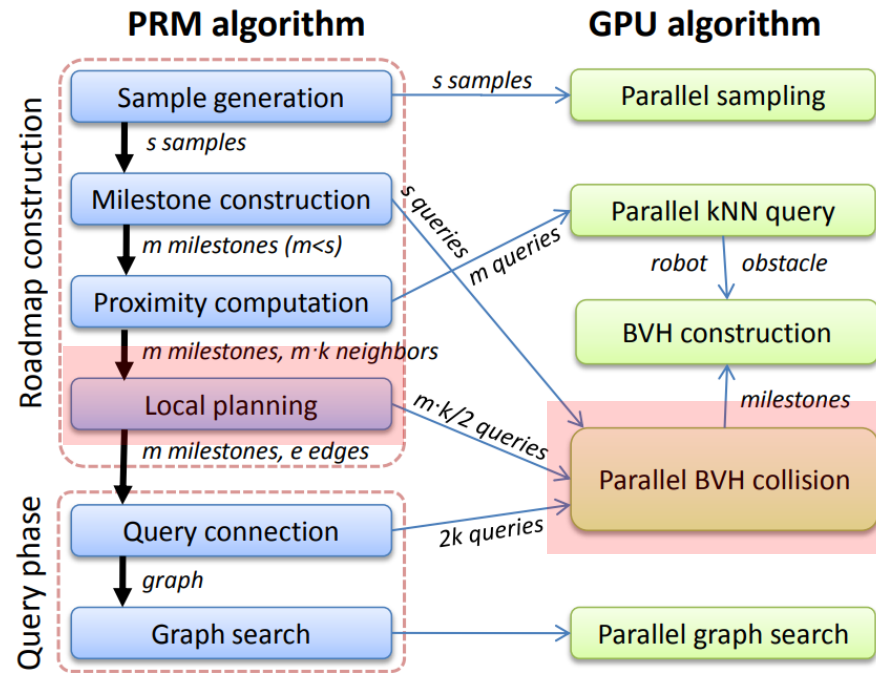 PRM algorithm
GPU algorithm
Roadmap construction
Sample generation
s samples
Parallel sampling
s samples
Milestone construction
s queries
Parallel kNN query
m milestones (m<s)
m queries
robot
obstacle
Proximity computation
BVH construction
m milestones, m·k neighbors
Local planning
m·k/2 queries
milestones
m milestones, e edges
Parallel BVH collision
Query phase
Query connection
2k queries
graph
Graph search
Parallel graph search